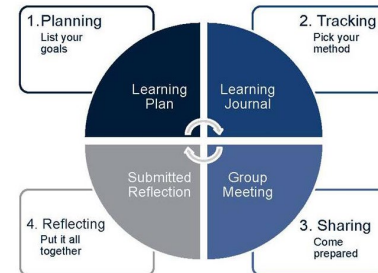 1.Planning
List your
goals
2. Tracking
Pick your
method
Learning
Plan
Learning
Journal
Submitted
Reflection
Group
Meeting
4. Reflecting
Put it all
together
3. Sharing
Come
prepared